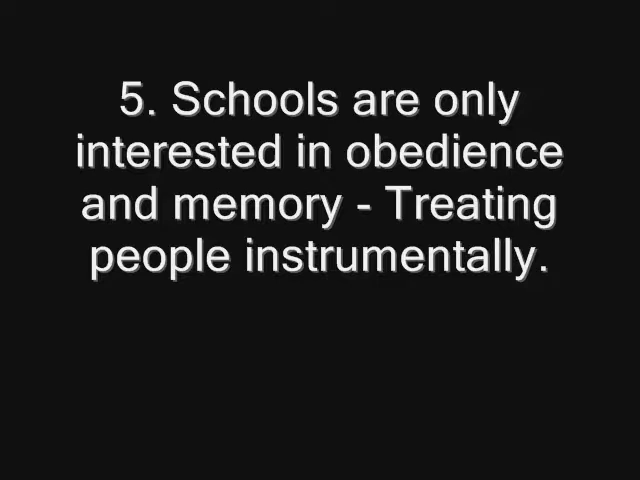 5. Schools are only
interested in obedience
and memory - Treating
people instrumentally.